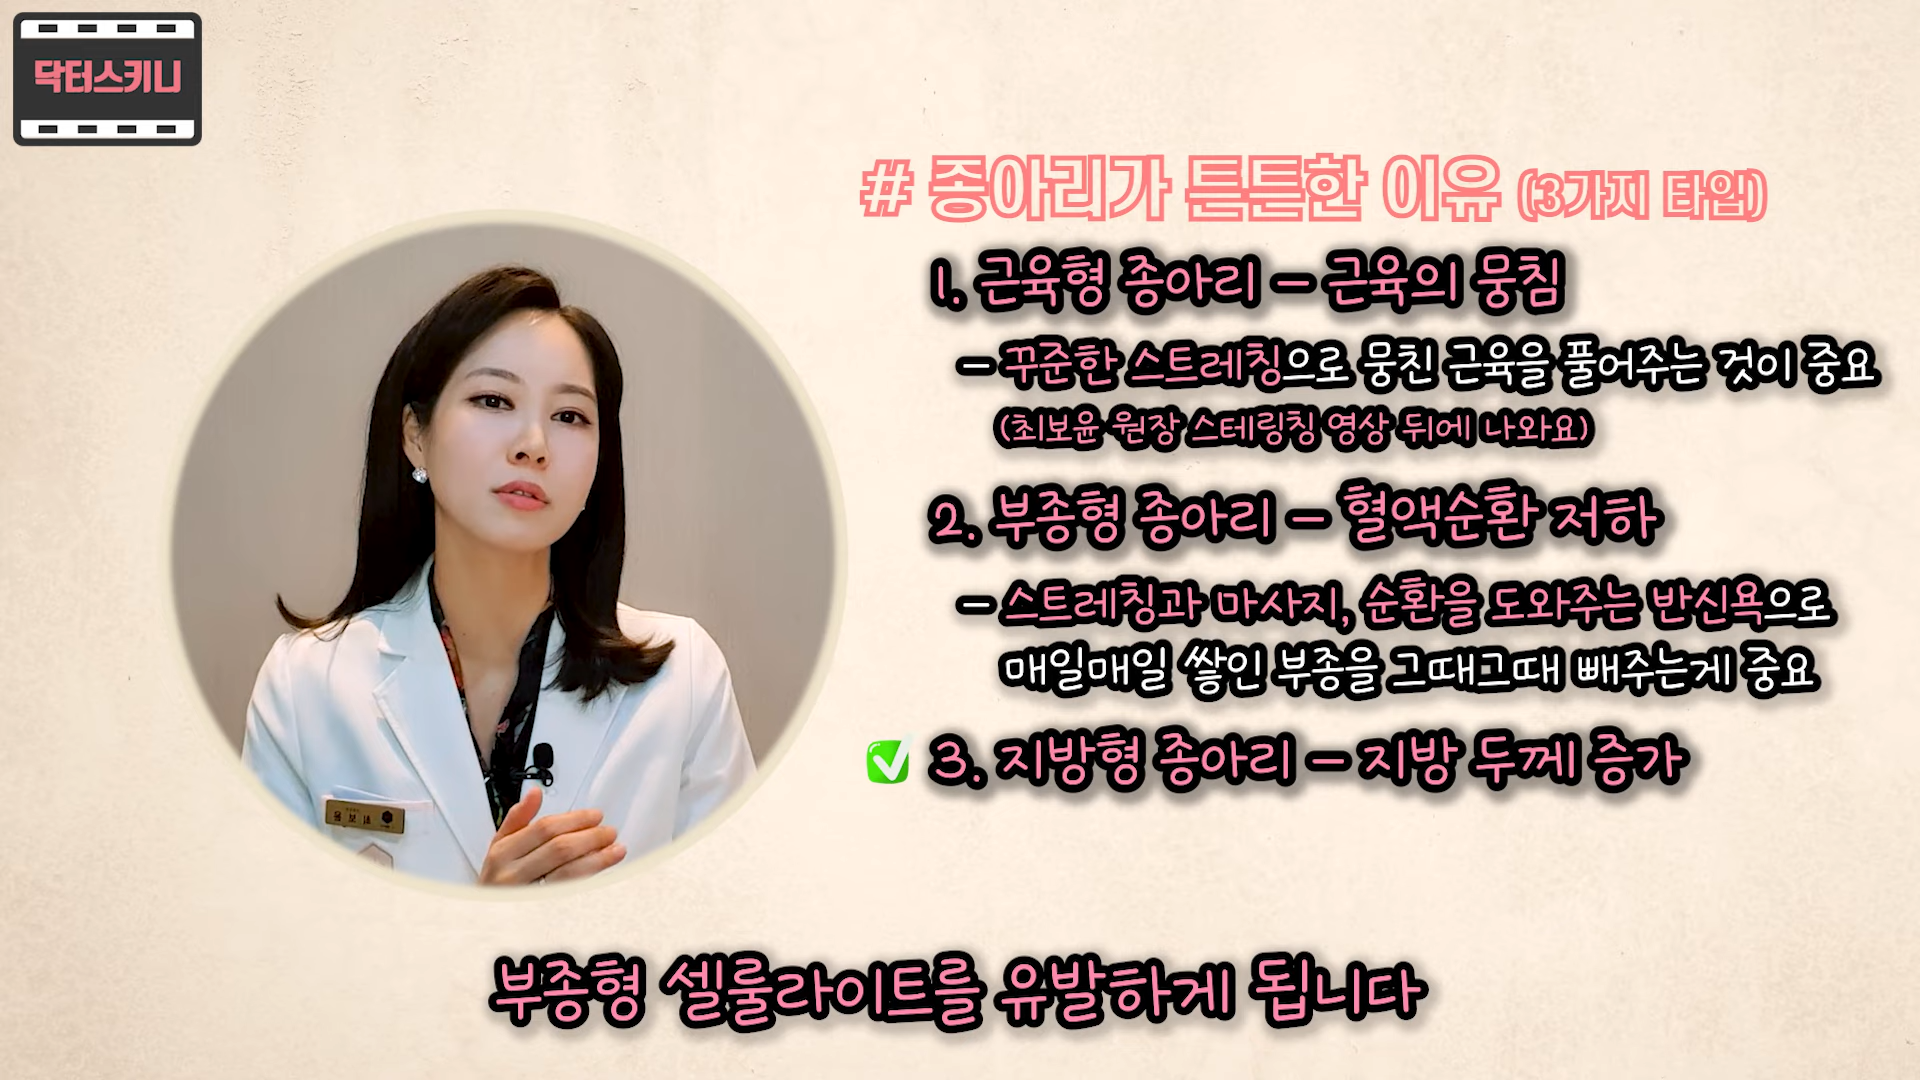 닥터스키니
# 종아리가 튼튼한 이유 (3가지 타입)
1. 근육형 종아리 - 근육의 뭉침
- 꾸준한 스트레칭으로 뭉친 근육을 풀어주는 것이 중요
(최보윤 원장 스테링칭 영상 뒤에 나와요)
2. 부종형 종아리 - 혈액순환 저하
- 스트레칭과 마사지, 순환을 도와주는 반신욕으로
매일매일 쌓인 부종을 그때그때 빼주는게 중요
3. 지방형 종아리 - 지방 두께 증가
부종형 셀룰라이트를 유발하게 됩니다